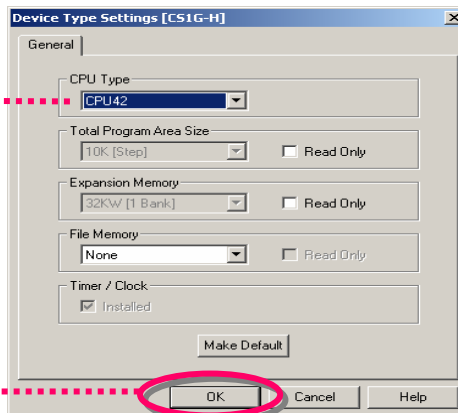 Device Type Settings [CS1G-H]
General
CPU Type
CPU42
Total Program Area Size
10K [Step]
Read Only
Expansion Memory
32KW [1 Bank]
Read Only
File Memory
None
Read Only
Timer / Clock
Installed
Make Default
OK
Cancel
Help